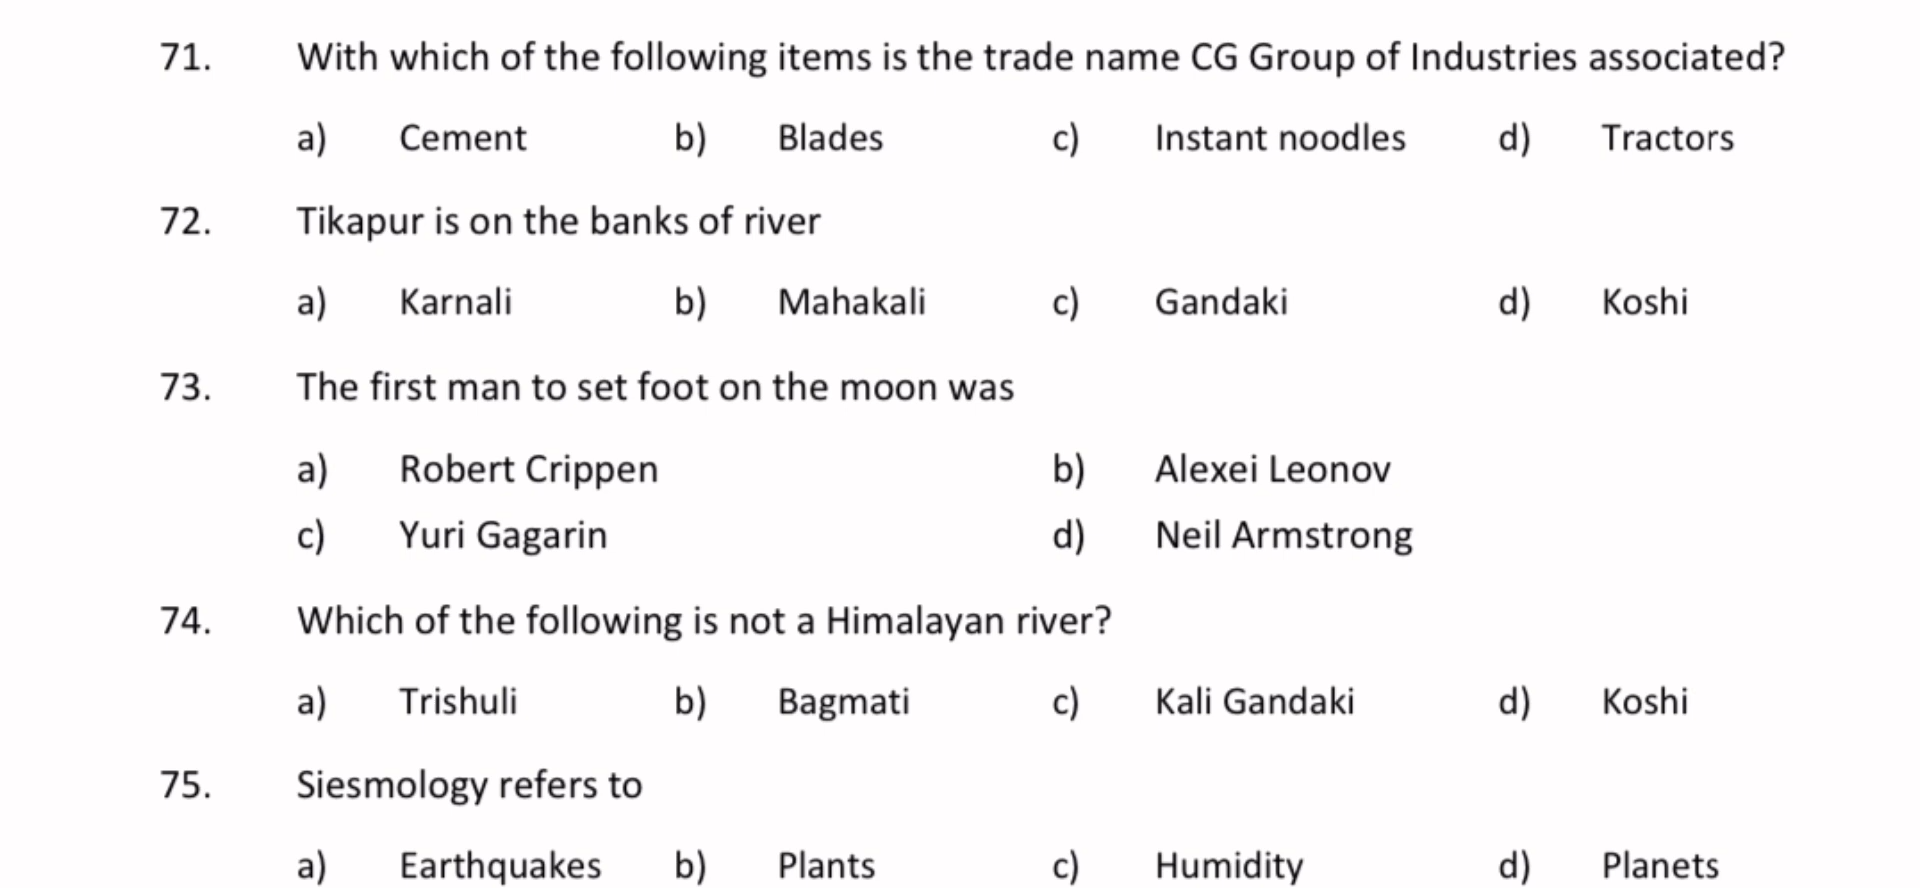 71. With which of the following items is the trade name CG Group of Industries associated?
a) Cement b) Blades c) Instant noodles d) Tractors
72. Tikapur is on the banks of river
a) Karnali b) Mahakali c) Gandaki d) Koshi
73. The first man to set foot on the moon was
a) Robert Crippen b) Alexei Leonov
c) Yuri Gagarin d) Neil Armstrong
74. Which of the following is not a Himalayan river?
a) Trishuli b) Bagmati c) Kali Gandaki d) Koshi
75. Siesmology refers to
a) Earthquakes b) Plants c) Humidity d) Planets